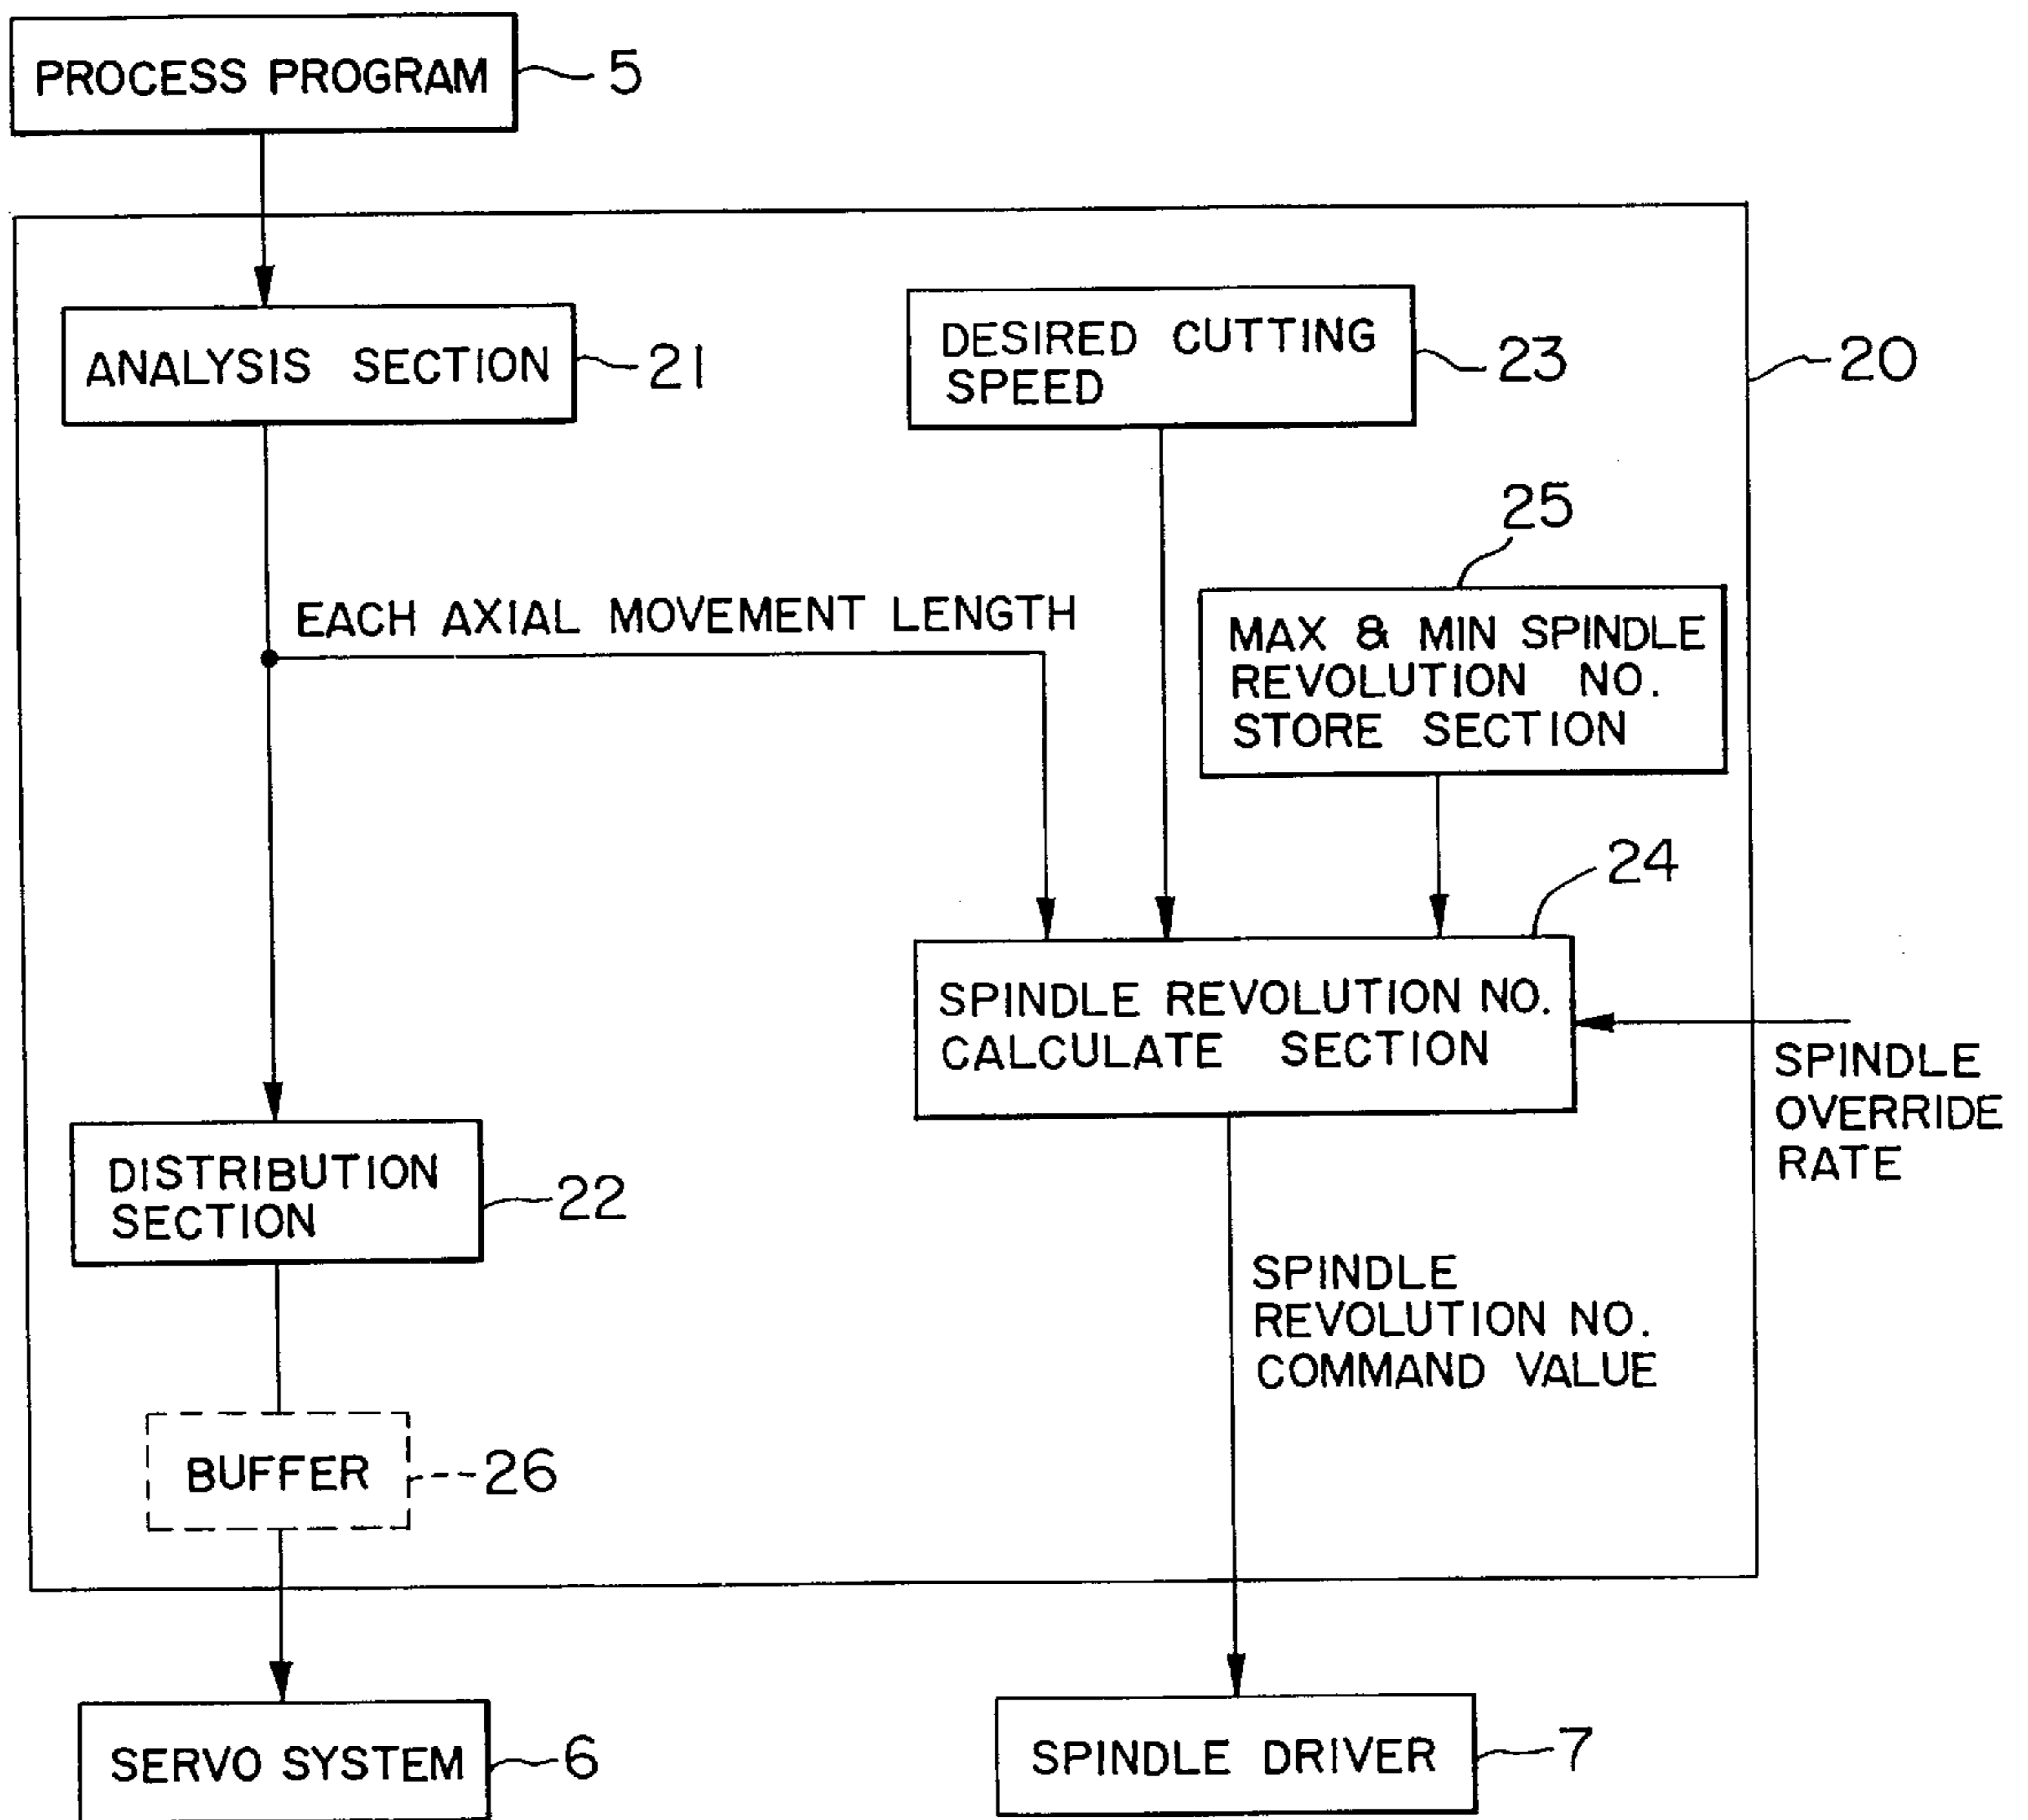 PROCESS PROGRAM
5
ANALYSIS SECTION
21
DESIRED CUTTING
SPEED
23
20
25
EACH AXIAL MOVEMENT LENGTH
MAX & MIN SPINDLE
REVOLUTION NO.
STORE SECTION
24
SPINDLE REVOLUTION NO.
CALCULATE SECTION
SPINDLE
OVERRIDE
RATE
DISTRIBUTION
SECTION
22
SPINDLE
REVOLUTION NO.
COMMAND VALUE
BUFFER
26
SERVO SYSTEM
6
SPINDLE DRIVER
7